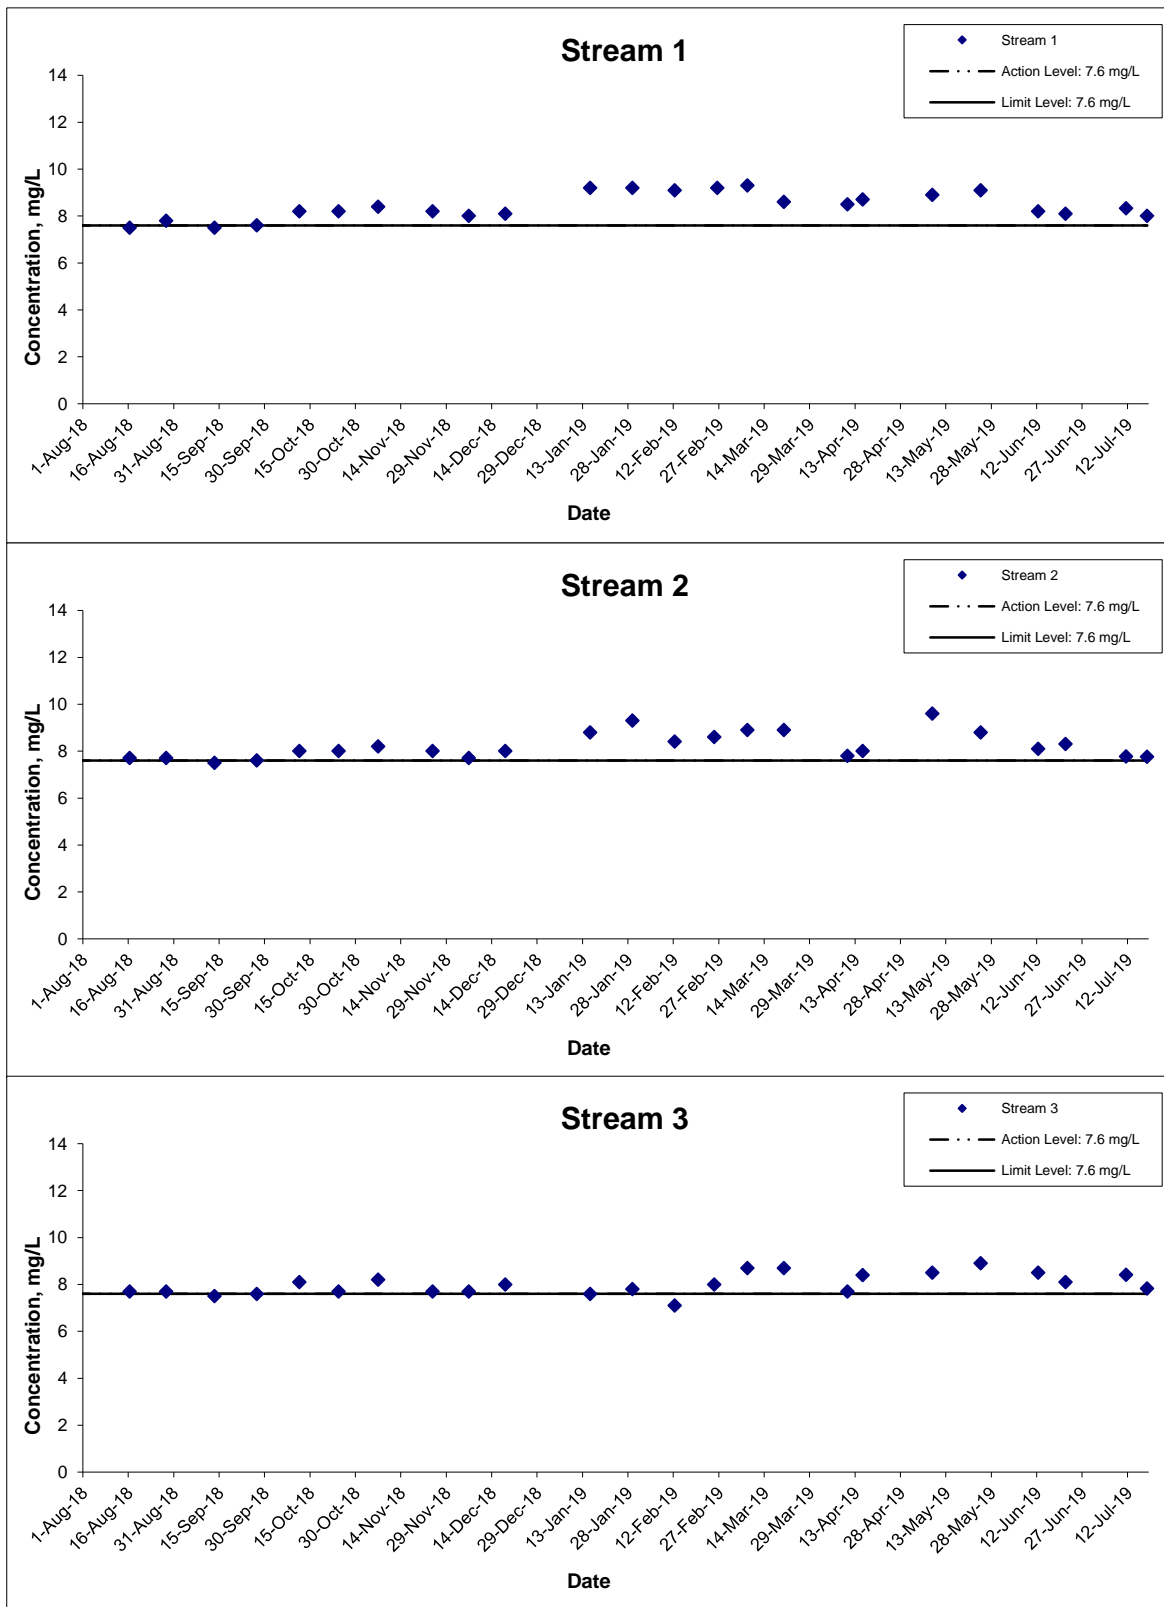 Stream 1
Stream 1
Action Level: 7.6 mg/L
Limit Level: 7.6 mg/L
Concentration, mg/L
14
12
10
8
6
4
2
0
1-Aug-18
16-Aug-18
31-Aug-18
15-Sep-18
30-Sep-18
15-Oct-18
30-Oct-18
14-Nov-18
29-Nov-18
14-Dec-18
29-Dec-18
13-Jan-19
28-Jan-19
12-Feb-19
27-Feb-19
14-Mar-19
29-Mar-19
13-Apr-19
28-Apr-19
13-May-19
28-May-19
12-Jun-19
27-Jun-19
12-Jul-19
Date
Stream 2
Stream 2
Action Level: 7.6 mg/L
Limit Level: 7.6 mg/L
Concentration, mg/L
14
12
10
8
6
4
2
0
1-Aug-18
16-Aug-18
31-Aug-18
15-Sep-18
30-Sep-18
15-Oct-18
30-Oct-18
14-Nov-18
29-Nov-18
14-Dec-18
29-Dec-18
13-Jan-19
28-Jan-19
12-Feb-19
27-Feb-19
14-Mar-19
29-Mar-19
13-Apr-19
28-Apr-19
13-May-19
28-May-19
12-Jun-19
27-Jun-19
12-Jul-19
Date
Stream 3
Stream 3
Action Level: 7.6 mg/L
Limit Level: 7.6 mg/L
Concentration, mg/L
14
12
10
8
6
4
2
0
1-Aug-18
16-Aug-18
31-Aug-18
15-Sep-18
30-Sep-18
15-Oct-18
30-Oct-18
14-Nov-18
29-Nov-18
14-Dec-18
29-Dec-18
13-Jan-19
28-Jan-19
12-Feb-19
27-Feb-19
14-Mar-19
29-Mar-19
13-Apr-19
28-Apr-19
13-May-19
28-May-19
12-Jun-19
27-Jun-19
12-Jul-19
Date